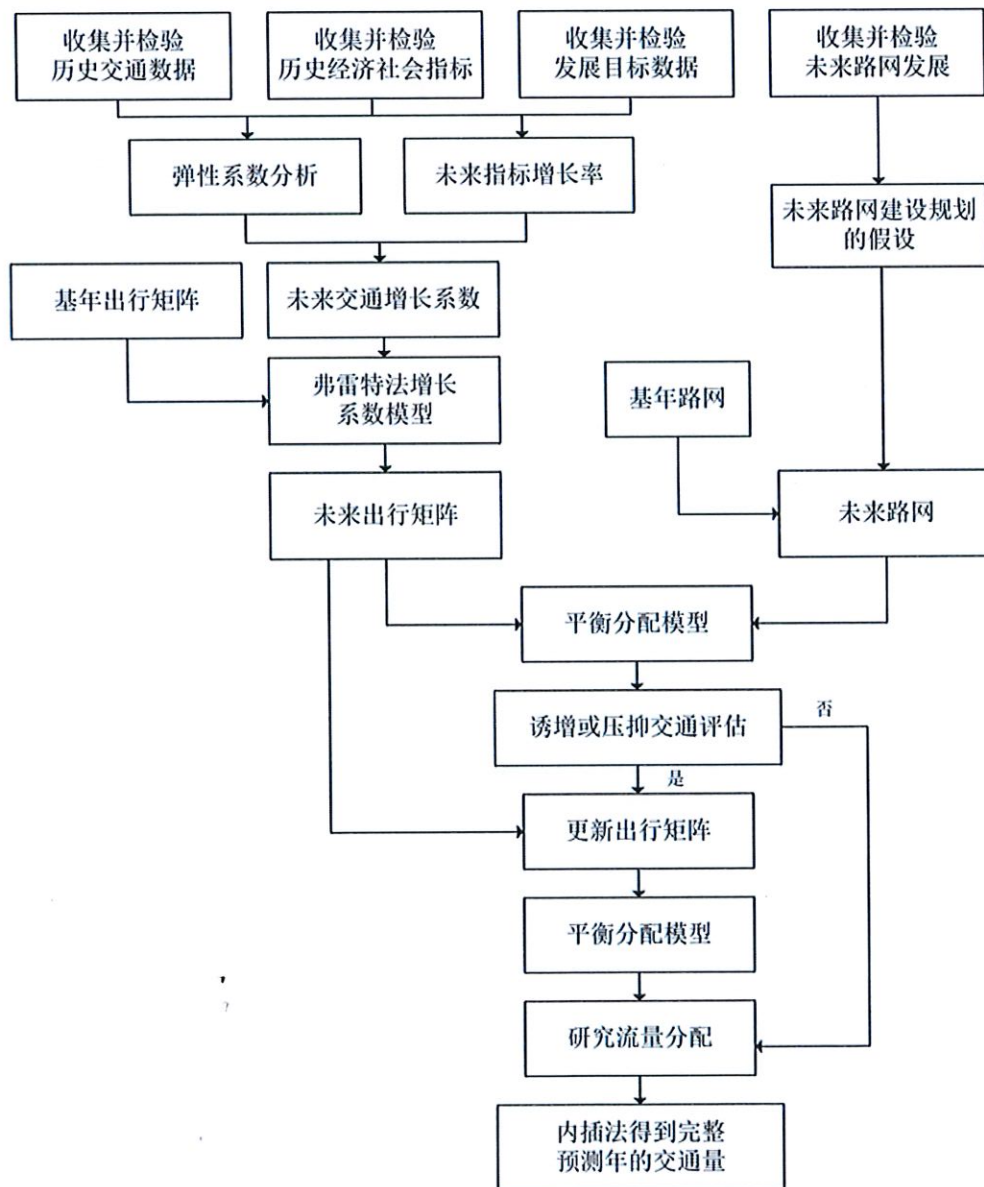 收集并检验
历史交通数据
收集并检验
历史经济社会指标
收集并检验
发展目标数据
收集并检验
未来路网发展
弹性系数分析
未来指标增长率
未来路网建设规划
的假设
基年出行矩阵
未来交通增长系数
弗雷特法增长
系数模型
基年路网
未来出行矩阵
未来路网
平衡分配模型
诱增或压抑交通评估
否
是
更新出行矩阵
平衡分配模型
研究流量分配
内插法得到完整
预测年的交通量